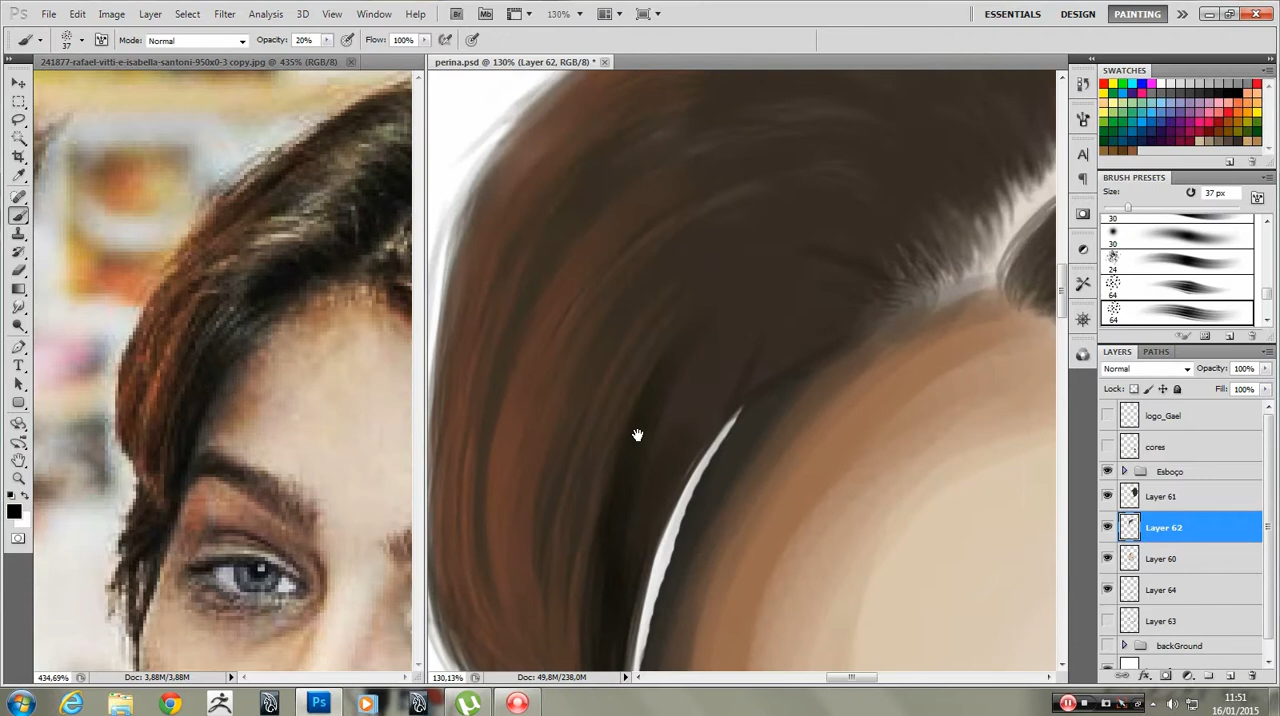 Ps File Edit Image Layer Select Filter Analysis 3D View Window Help Br Mb 130% ESSENTIALS DESIGN PAINTING
37 Mode: Normal Opacity: 20% Flow: 100%
241877-rafael-vitti-e-isabella-santoni-950x0-3 copy.jpg @ 435% (RGB/8) perina.psd @ 130% (Layer 62, RGB/8) *
SWATCHES
BRUSH PRESETS
Size: 37 px
30
30
24
64
64
LAYERS PATHS
Normal Opacity: 100%
Lock: Fill: 100%
logo_Gael
cores
Esboço
Layer 61
Layer 62
Layer 60
Layer 64
Layer 63
backGround
434,69% Doc: 3,88M/3,88M 130,13% Doc: 49,8M/238,0M
Ps
11:51
16/01/2015